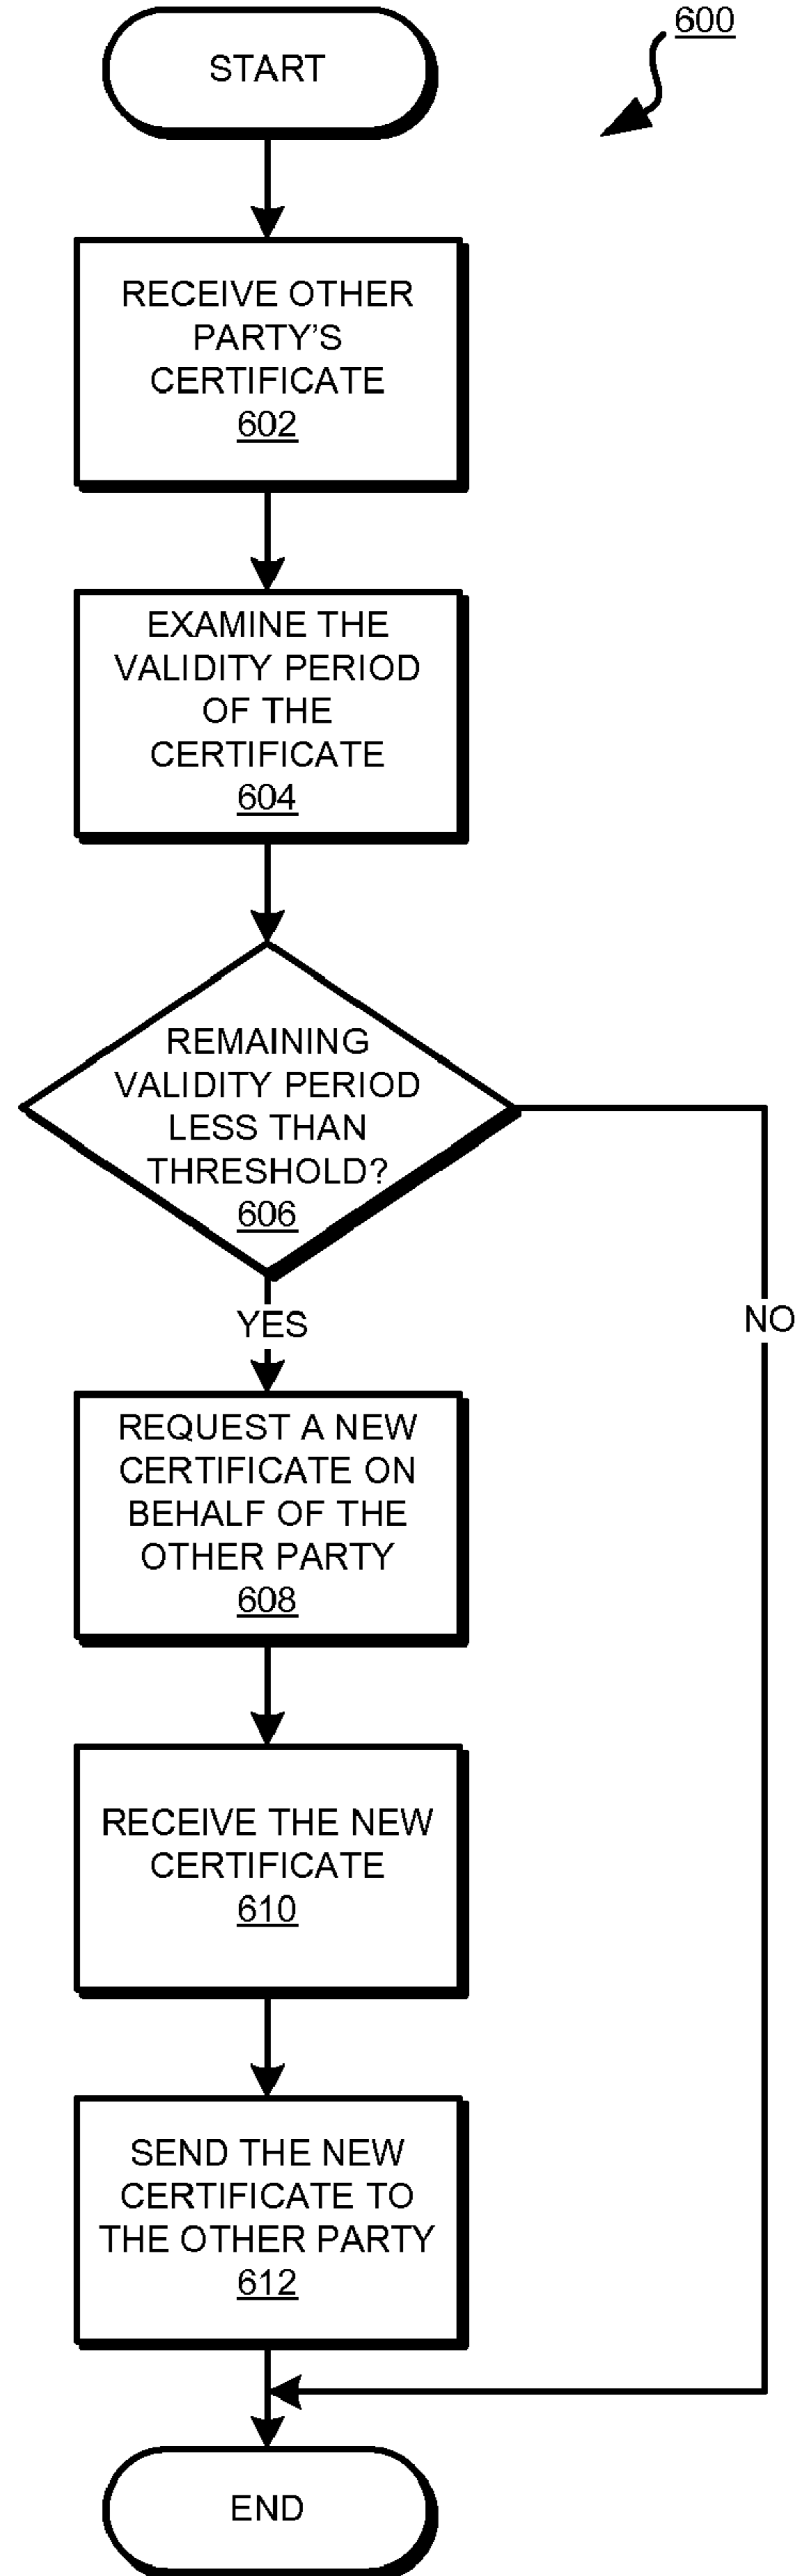 600
START
RECEIVE OTHER
PARTY'S
CERTIFICATE
602
EXAMINE THE
VALIDITY PERIOD
OF THE
CERTIFICATE
604
REMAINING
VALIDITY PERIOD
LESS THAN
THRESHOLD?
606
YES
NO
REQUEST A NEW
CERTIFICATE ON
BEHALF OF THE
OTHER PARTY
608
RECEIVE THE NEW
CERTIFICATE
610
SEND THE NEW
CERTIFICATE TO
THE OTHER PARTY
612
END